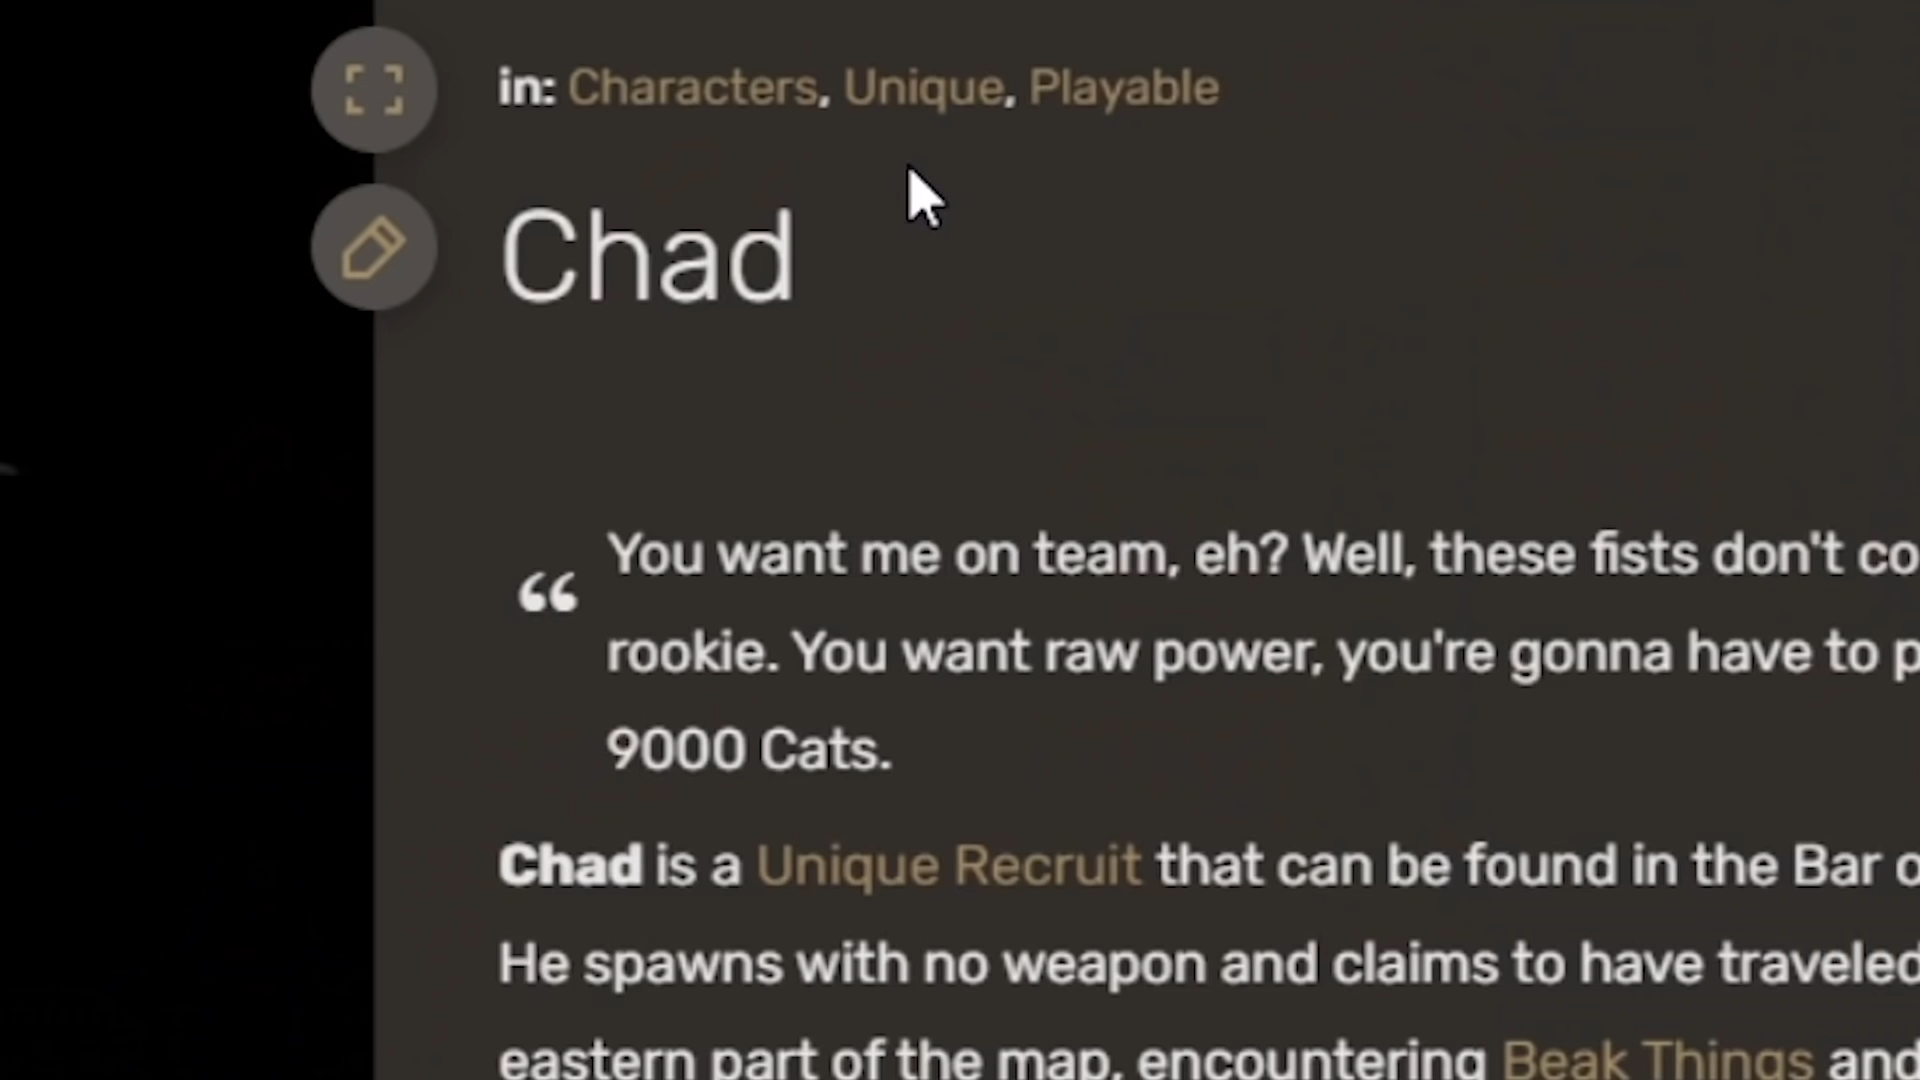 in: Characters, Unique, Playable
Chad
“ You want me on team, eh? Well, these fists don't
rookie. You want raw power, you're gonna have to
9000 Cats.
Chad is a Unique Recruit that can be found in the Bar
He spawns with no weapon and claims to have traveled
eastern part of the map, encountering Beak Things and